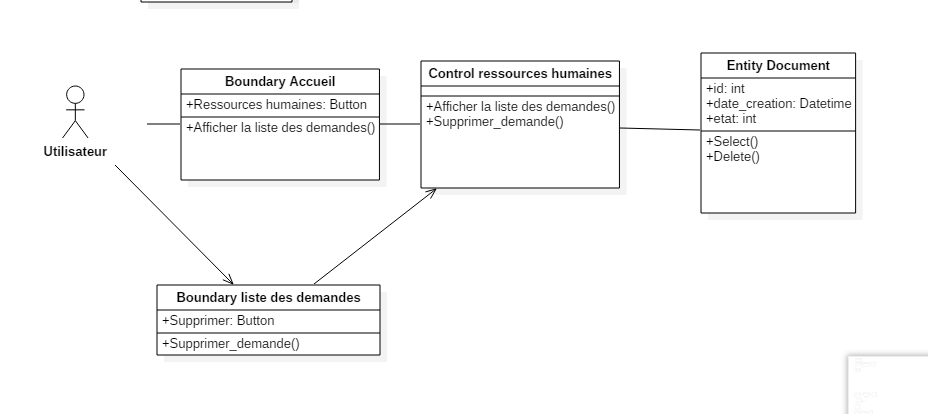 Utilisateur
Boundary Accueil
+Ressources humaines: Button
+Afficher la liste des demandes()
Control ressources humaines
+Afficher la liste des demandes()
+Supprimer_demande()
Entity Document
+id: int
+date_creation: Datetime
+etat: int
+Select()
+Delete()
Boundary liste des demandes
+Supprimer: Button
+Supprimer_demande()